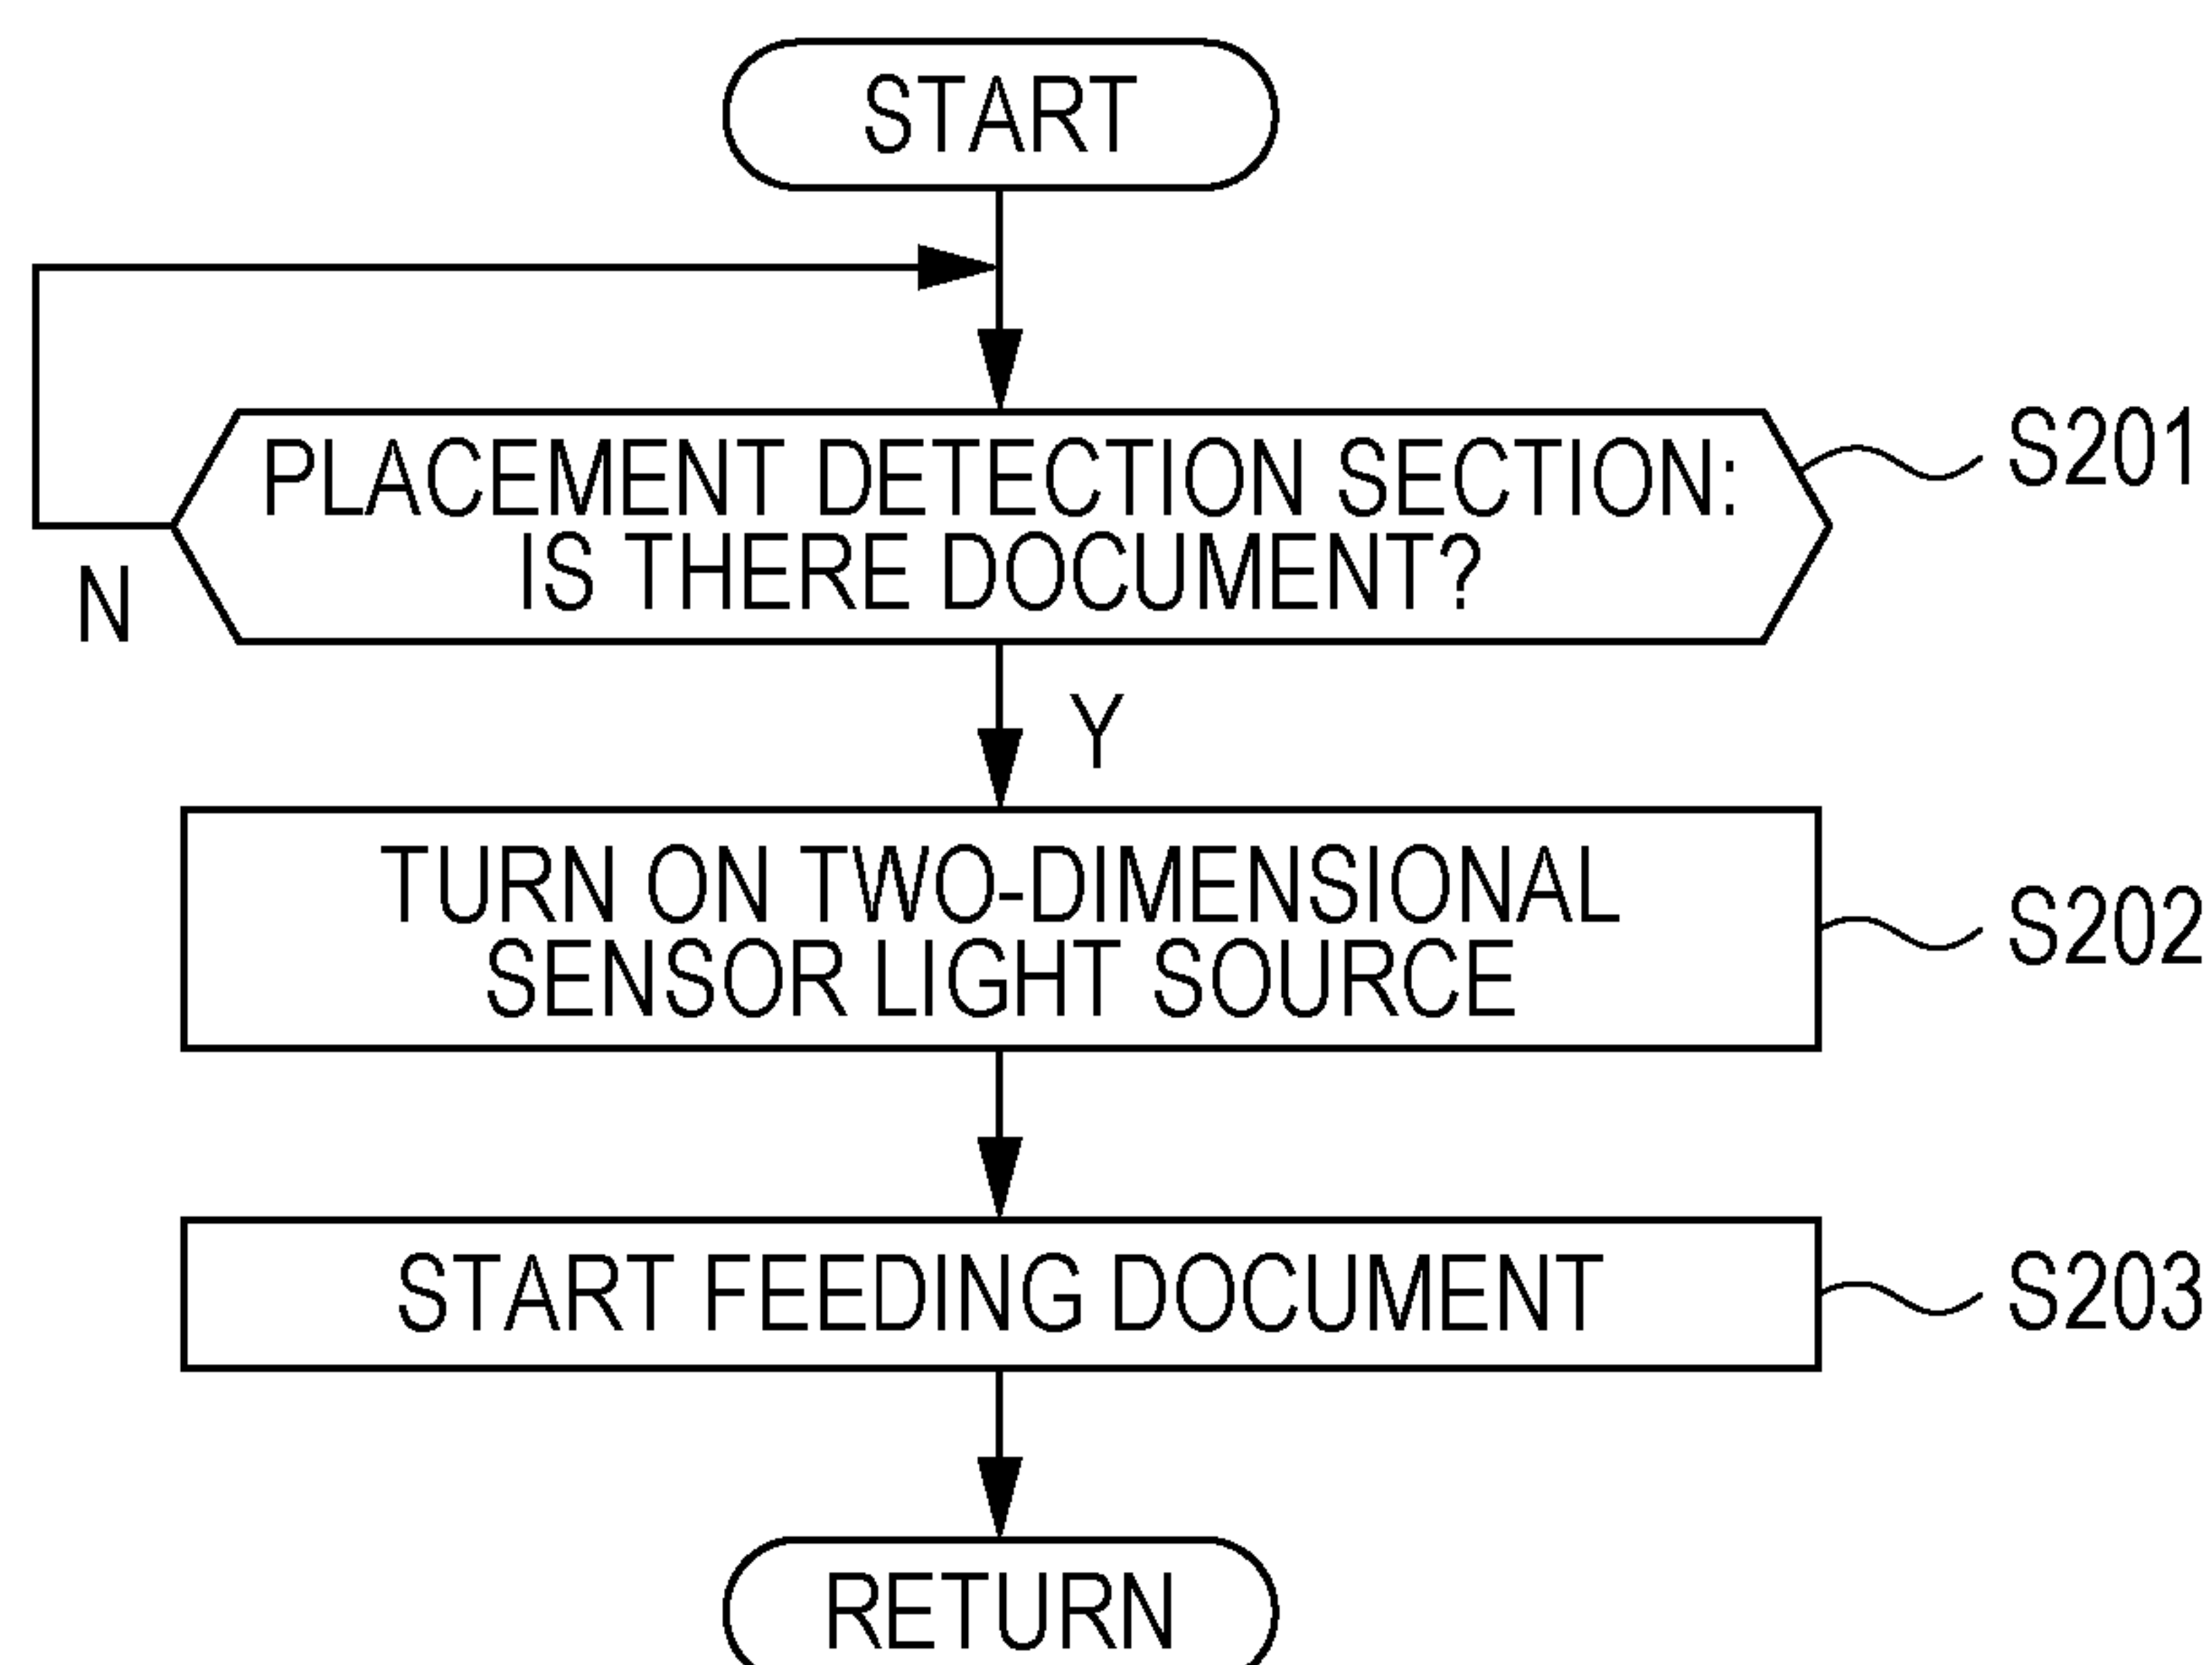 START
PLACEMENT DETECTION SECTION:
IS THERE DOCUMENT?
S201
N
Y
TURN ON TWO-DIMENSIONAL
SENSOR LIGHT SOURCE
S202
START FEEDING DOCUMENT
S203
RETURN